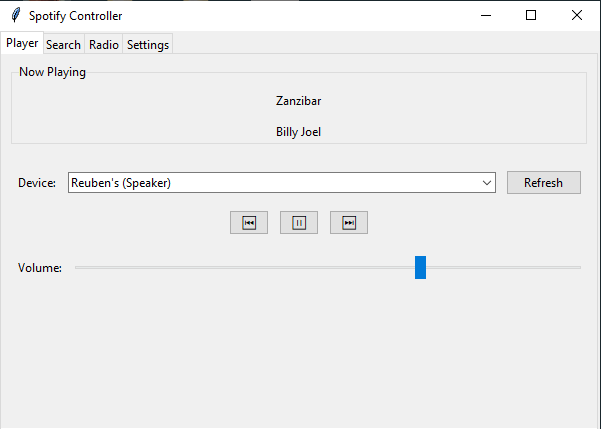 Spotify Controller
Player Search Radio Settings
Now Playing
Zanzibar
Billy Joel
Device: Reuben's (Speaker) Refresh
Volume: